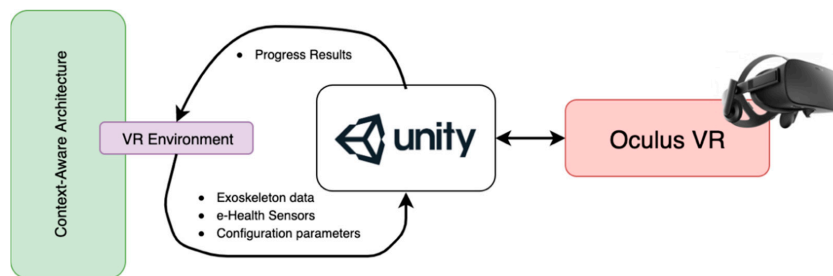 Context-Aware Architecture
• Progress Results
VR Environment
unity
Oculus VR
• Exoskeleton data
• e-Health Sensors
• Configuration parameters